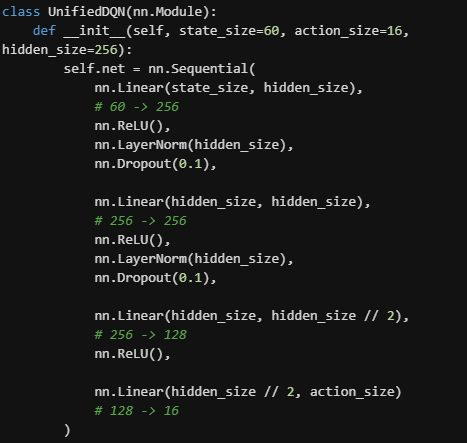 class UnifiedDQN(nn.Module):
    def __init__(self, state_size=60, action_size=16,
hidden_size=256):
        self.net = nn.Sequential(
            nn.Linear(state_size, hidden_size),
            # 60 -> 256
            nn.ReLU(),
            nn.LayerNorm(hidden_size),
            nn.Dropout(0.1),

            nn.Linear(hidden_size, hidden_size),
            # 256 -> 256
            nn.ReLU(),
            nn.LayerNorm(hidden_size),
            nn.Dropout(0.1),

            nn.Linear(hidden_size, hidden_size // 2),
            # 256 -> 128
            nn.ReLU(),

            nn.Linear(hidden_size // 2, action_size)
            # 128 -> 16
        )